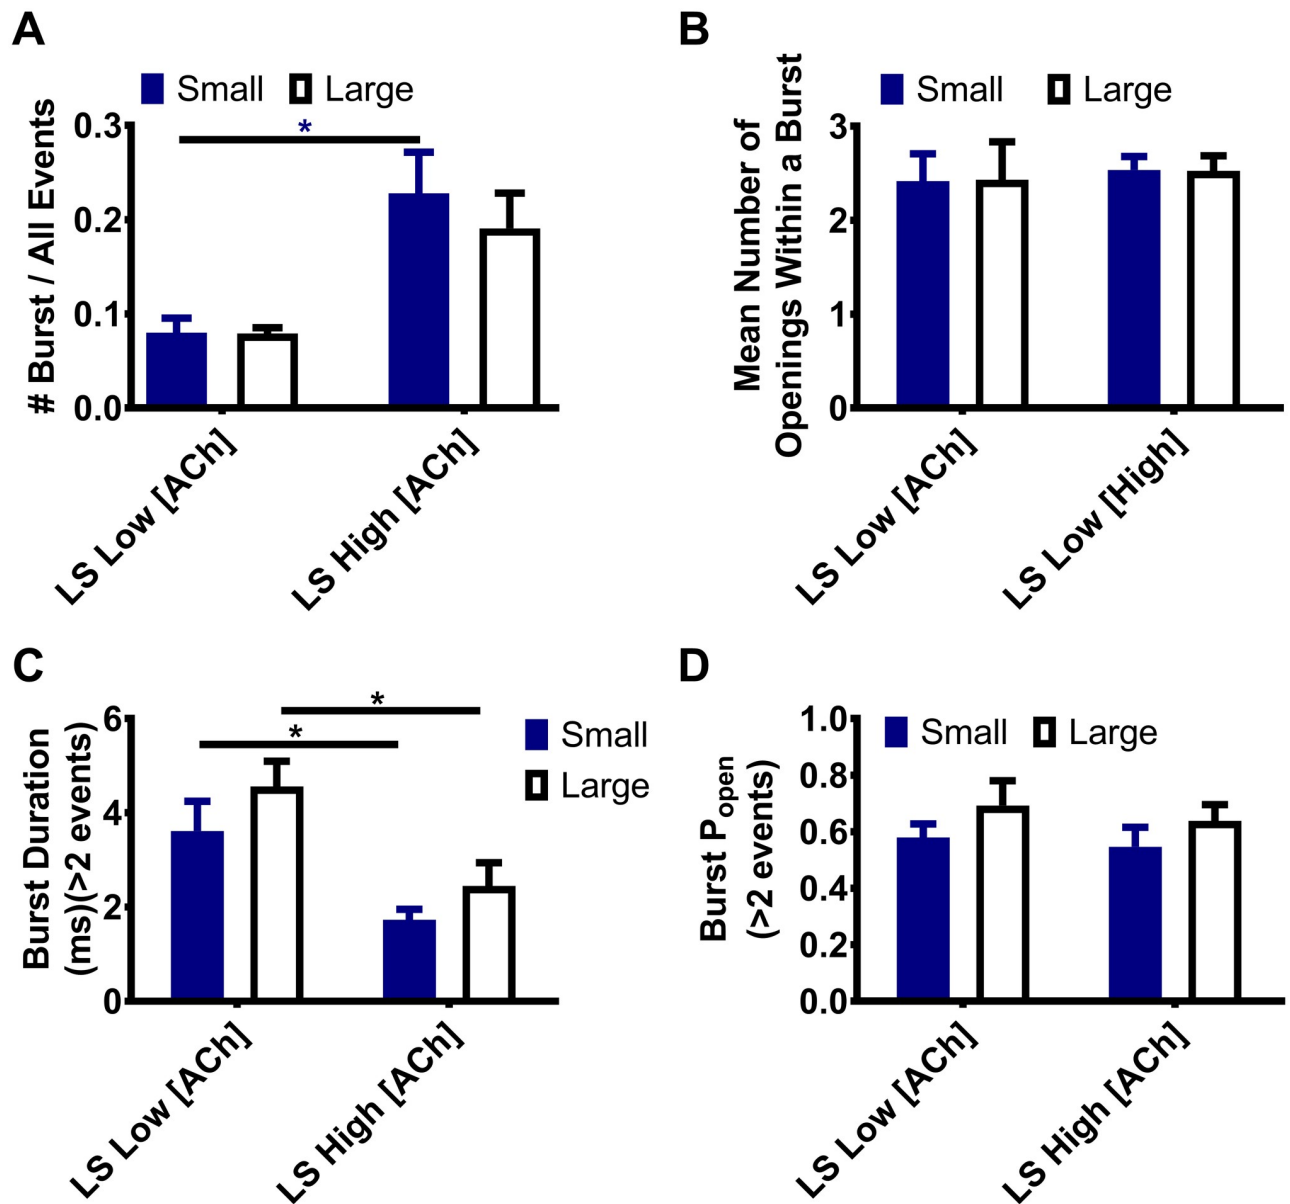 A
Small Large
# Burst / All Events
0.3
0.2
0.1
0.0
*
LS Low [ACh]
LS High [ACh]
B
Small Large
Mean Number of
Openings Within a Burst
3
2
1
0
LS Low [ACh]
LS Low [High]
C
Burst Duration
(ms)(>2 events)
6
4
2
0
*
*
Small
Large
LS Low [ACh]
LS High [ACh]
D
Small Large
Burst Popen
(>2 events)
1.0
0.8
0.6
0.4
0.2
0.0
LS Low [ACh]
LS High [ACh]